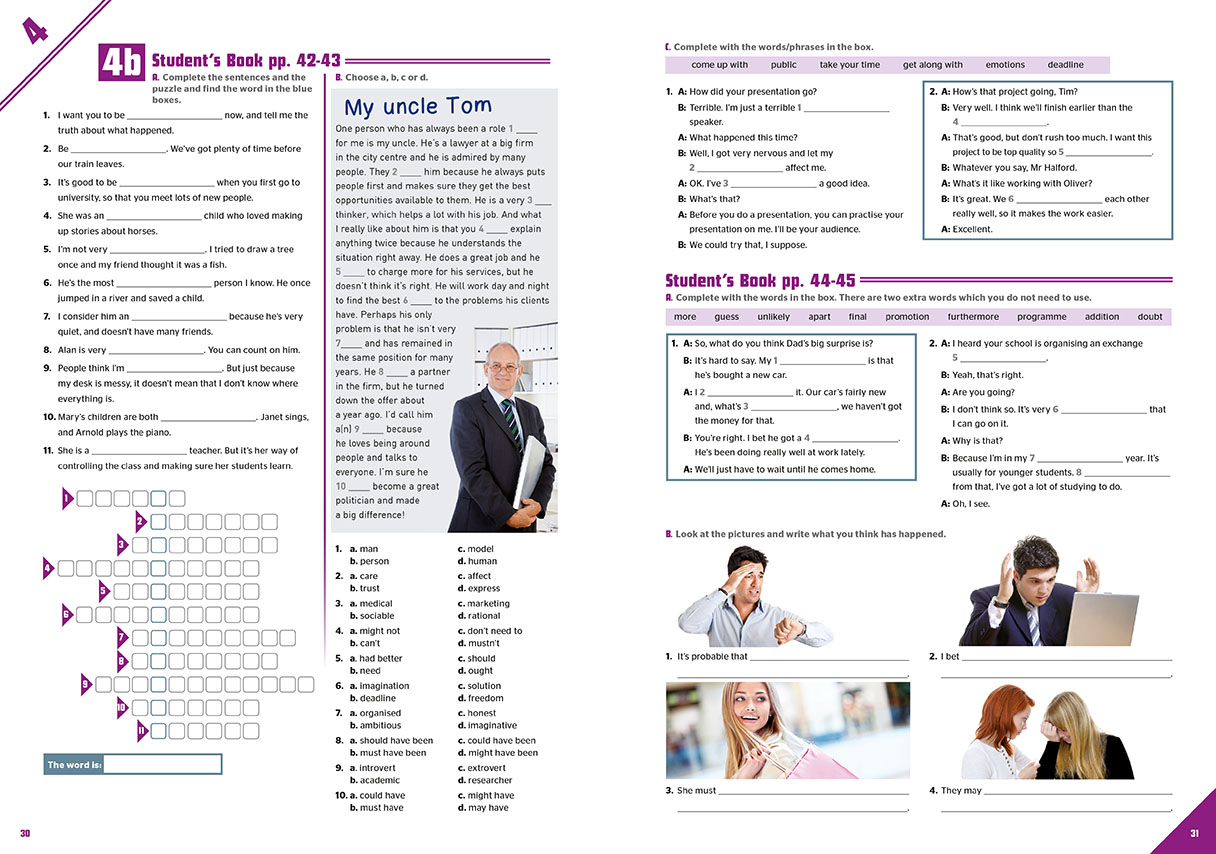 4
4b Student's Book pp. 42-43
A. Complete the sentences and the
puzzle and find the word in the blue
boxes.
1. I want you to be ____________________ now, and tell me the
truth about what happened.
2. Be ____________________. We've got plenty of time before
our train leaves.
3. It's good to be ____________________ when you first go to
university, so that you meet lots of new people.
4. She was an ____________________ child who loved making
up stories about horses.
5. I'm not very ____________________. I tried to draw a tree
once and my friend thought it was a fish.
6. He's the most ____________________ person I know. He once
jumped in a river and saved a child.
7. I consider him an ____________________ because he's very
quiet, and doesn't have many friends.
8. Alan is very ____________________. You can count on him.
9. People think I'm ____________________. But just because
my desk is messy, it doesn't mean that I don't know where
everything is.
10. Mary's children are both ____________________. Janet sings,
and Arnold plays the piano.
11. She is a ____________________ teacher. But it's her way of
controlling the class and making sure her students learn.
1
2
3
4
5
6
7
8
9
10
11
The word is:
30
B. Choose a, b, c or d.
My uncle Tom
One person who has always been a role 1 ____
for me is my uncle. He's a lawyer at a big firm
in the city centre and he is admired by many
people. They 2 ____ him because he always puts
people first and makes sure they get the best
opportunities available to them. He is a very 3 ____
thinker, which helps a lot with his job. And what
I really like about him is that you 4 ____ explain
anything twice because he understands the
situation right away. He does a great job and he
5 ____ to charge more for his services, but he
doesn't think it's right. He will work day and night
to find the best 6 ____ to the problems his clients
have. Perhaps his only
problem is that he isn't very
7 ____ and has remained in
the same position for many
years. He 8 ____ a partner
in the firm, but he turned
down the offer about
a year ago. I'd call him
a(n) 9 ____ because
he loves being around
people and talks to
everyone. I'm sure he
10 ____ become a great
politician and made
a big difference!
1. a. man c. model
b. person d. human
2. a. care c. affect
b. trust d. express
3. a. medical c. marketing
b. sociable d. rational
4. a. might not c. don't need to
b. can't d. mustn't
5. a. had better c. should
b. need d. ought
6. a. imagination c. solution
b. deadline d. freedom
7. a. organised c. honest
b. ambitious d. imaginative
8. a. should have been c. could have been
b. must have been d. might have been
9. a. introvert c. extrovert
b. academic d. researcher
10. a. could have c. might have
b. must have d. may have
C. Complete with the words/phrases in the box.
come up with public take your time get along with emotions deadline
1. A: How did your presentation go?
B: Terrible. I'm just a terrible 1 ____________________
speaker.
A: What happened this time?
B: Well, I got very nervous and let my
2 ____________________ affect me.
A: OK. I've 3 ____________________ a good idea.
B: What's that?
A: Before you do a presentation, you can practise your
presentation on me. I'll be your audience.
B: We could try that, I suppose.
2. A: How's that project going, Tim?
B: Very well. I think we'll finish earlier than the
4 ____________________.
A: That's good, but don't rush too much. I want this
project to be top quality so 5 ____________________.
B: Whatever you say, Mr Halford.
A: What's it like working with Oliver?
B: It's great. We 6 ____________________ each other
really well, so it makes the work easier.
A: Excellent.
Student's Book pp. 44-45
A. Complete with the words in the box. There are two extra words which you do not need to use.
more guess unlikely apart final promotion furthermore programme addition doubt
1. A: So, what do you think Dad's big surprise is?
B: It's hard to say. My 1 ____________________ is that
he's bought a new car.
A: I 2 ____________________ it. Our car's fairly new
and, what's 3 ____________________, we haven't got
the money for that.
B: You're right. I bet he got a 4 ____________________.
He's been doing really well at work lately.
A: We'll just have to wait until he comes home.
2. A: I heard your school is organising an exchange
5 ____________________.
B: Yeah, that's right.
A: Are you going?
B: I don't think so. It's very 6 ____________________ that
I can go on it.
A: Why is that?
B: Because I'm in my 7 ____________________ year. It's
usually for younger students. 8 ____________________
from that, I've got a lot of studying to do.
A: Oh, I see.
B. Look at the pictures and write what you think has happened.
1. It's probable that ____________________
____________________.
2. I bet ____________________
____________________.
3. She must ____________________
____________________.
4. They may ____________________
____________________.
31